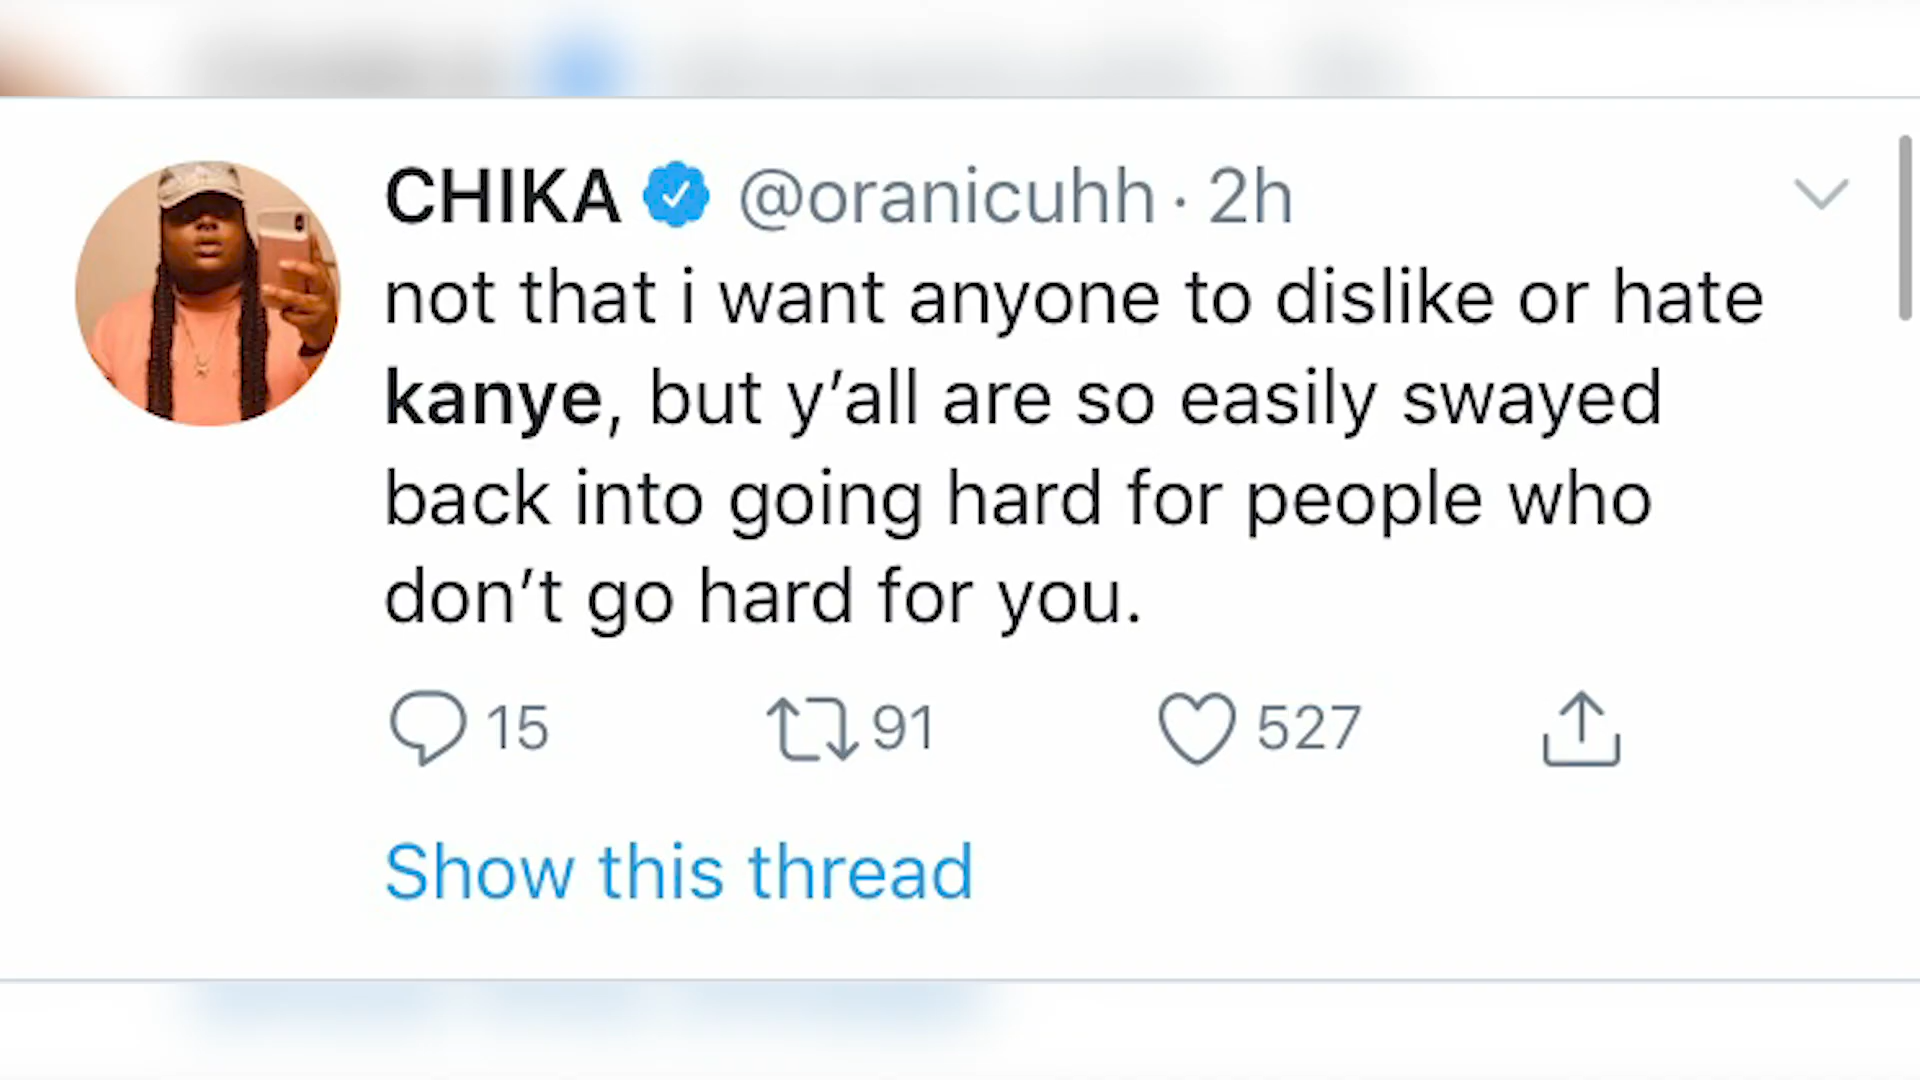 CHIKA @oranicuhh · 2h
not that i want anyone to dislike or hate
kanye, but y’all are so easily swayed
back into going hard for people who
don’t go hard for you.
15 91 527
Show this thread